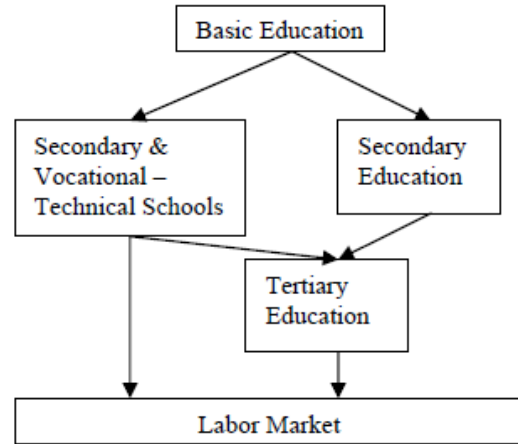 Basic Education
Secondary &
Vocational –
Technical Schools
Secondary
Education
Tertiary
Education
Labor Market